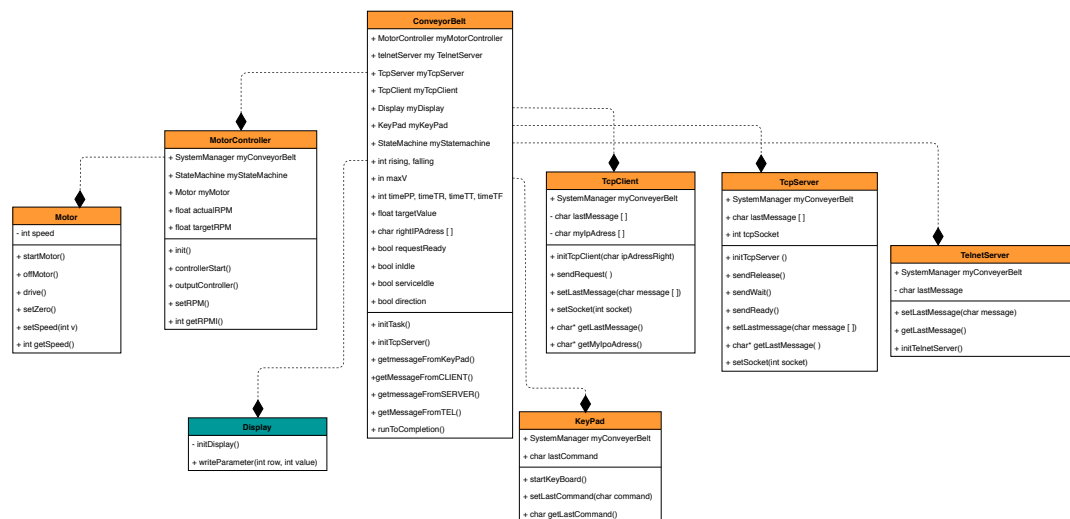 ConveyorBelt
+ MotorController myMotorController
+ telnetServer my TelnetServer
+ TcpServer myTcpServer
+ TcpClient myTcpClient
+ Display myDisplay
+ KeyPad myKeyPad
+ StateMachine myStatemachine
+ int rising, falling
+ in maxV
+ int timePP, timeTR, timeTT, timeTF
+ float targetValue
+ char rightIPAdress [ ]
+ bool requestReady
+ bool inIdle
+ bool serviceIdle
+ bool direction
+ initTask()
+ initTcpServer()
+ getmessageFromKeyPad()
+getMessageFromCLIENT()
+ getmessageFromSERVER()
+ getMessageFromTEL()
+ runToCompletion()
MotorController
+ SystemManager myConveyorBelt
+ StateMachine myStateMachine
+ Motor myMotor
+ float actualRPM
+ float targetRPM
+ init()
+ controllerStart()
+ outputController()
+ setRPM()
+ int getRPMI()
Motor
- int speed
+ startMotor()
+ offMotor()
+ drive()
+ setZero()
+ setSpeed(int v)
+ int getSpeed()
Display
- initDisplay()
+ writeParameter(int row, int value)
TcpClient
+ SystemManager myConveyerBelt
- char lastMessage [ ]
- char myIpAdress [ ]
+ initTcpClient(char ipAdressRight)
+ sendRequest( )
+ setLastMessage(char message [ ])
+ setSocket(int socket)
+ char* getLastMessage()
+ char* getMyIpoAdress()
KeyPad
+ SystemManager myConveyerBelt
+ char lastCommand
+ startKeyBoard()
+ setLastCommand(char command)
+ char getLastCommand()
TcpServer
+ SystemManager myConveyerBelt
+ char lastMessage [ ]
+ int tcpSocket
+ initTcpServer ()
+ sendRelease()
+ sendWait()
+ sendReady()
+ setLastmessage(char message [ ])
+ char* getLastMessage( )
+ setSocket(int socket)
TelnetServer
+ SystemManager myConveyerBelt
- char lastMessage
+ setLastMessage(char message)
+ getLastMessage()
+ initTelnetServer()